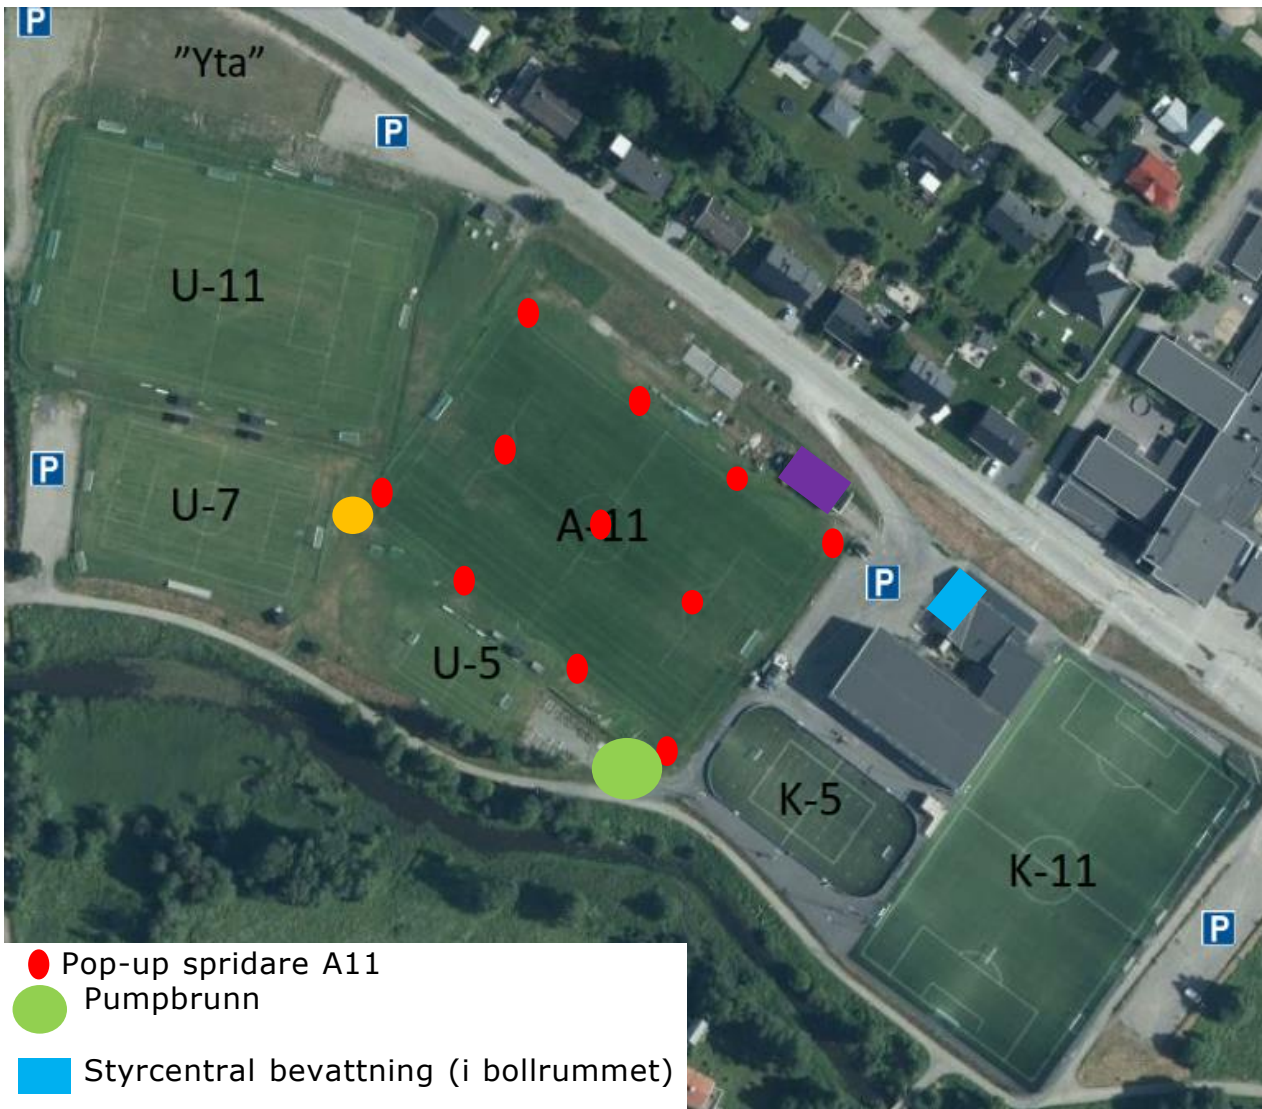 P
"Yta"
P
U-11
P
U-7
A-11
P
U-5
K-5
K-11
P
Pop-up spridare A11
Pumpbrunn
Styrcentral bevattning (i bollrummet)